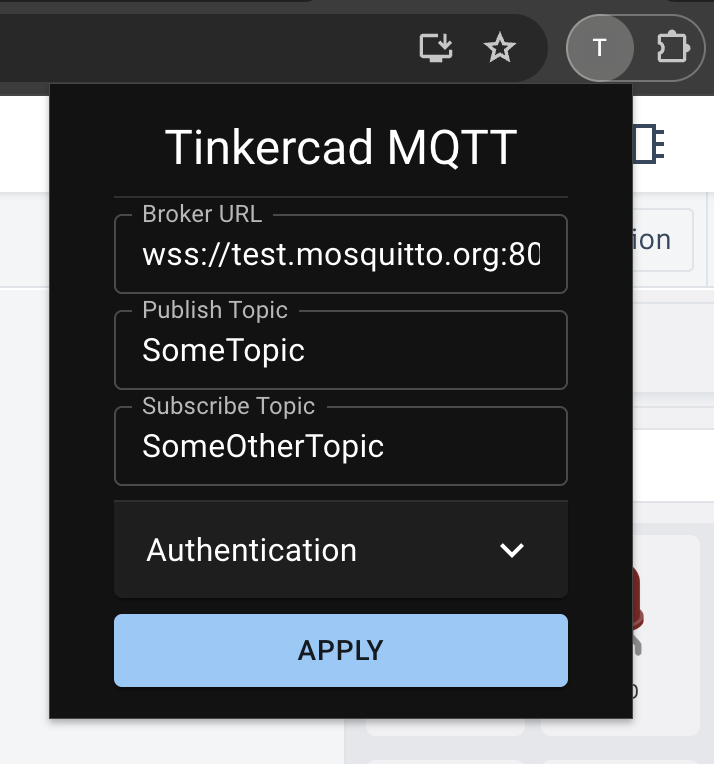 T
Tinkercad MQTT
Broker URL
wss://test.mosquitto.org:80
Publish Topic
SomeTopic
Subscribe Topic
SomeOtherTopic
Authentication
APPLY
ion